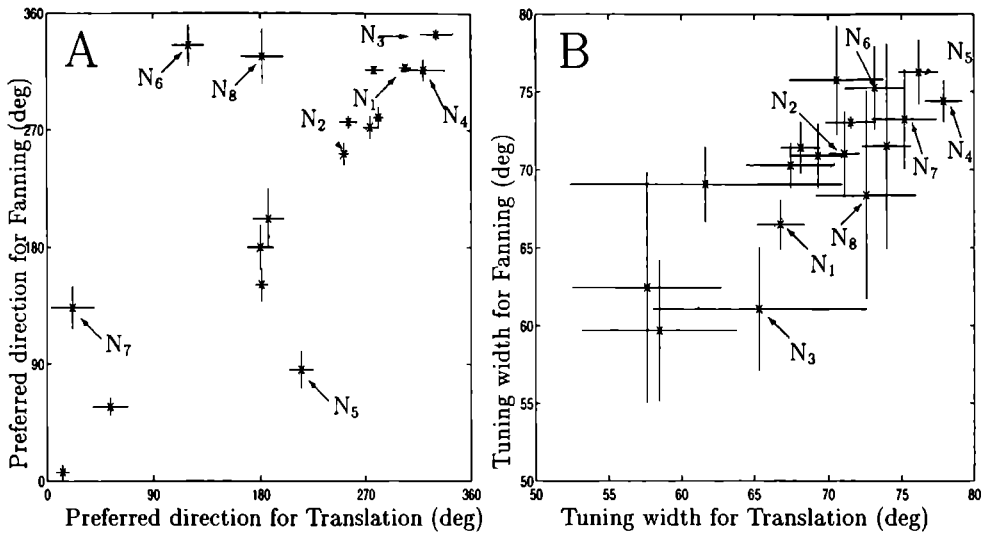 A
Preferred direction for Fanning (deg)
360
270
180
90
0
0
90
180
270
360
Preferred direction for Translation (deg)
N3
N6
N8
N1
N4
N2
N7
N5
B
Tuning width for Fanning (deg)
80
75
70
65
60
55
50
50
55
60
65
70
75
80
Tuning width for Translation (deg)
N6
N5
N2
N4
N7
N8
N1
N3